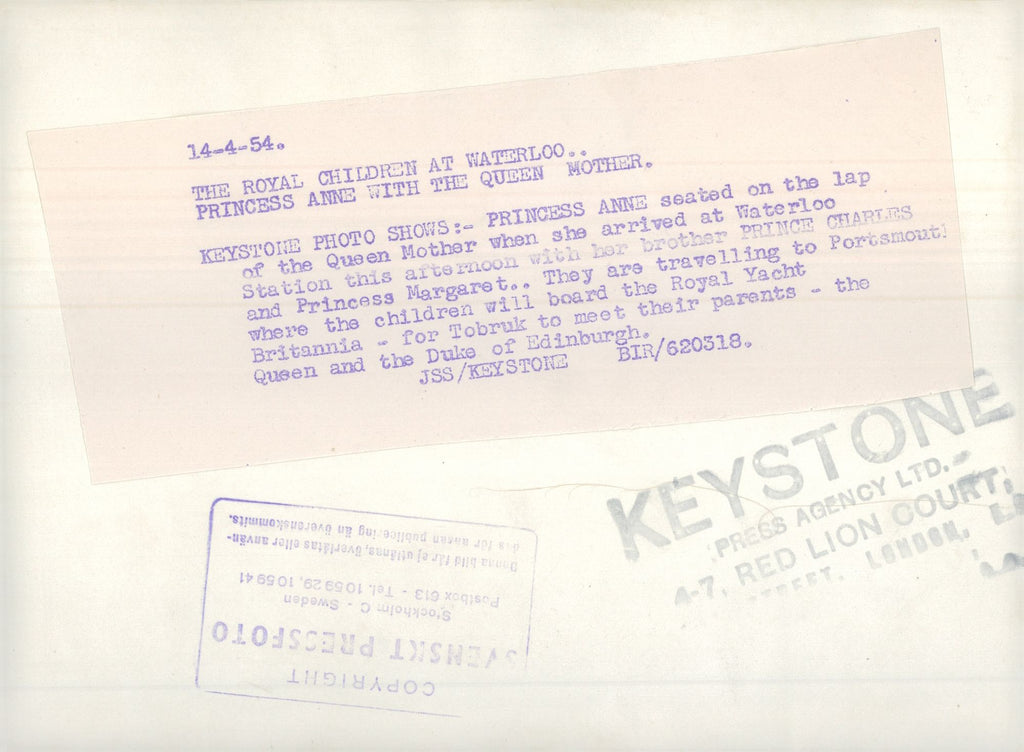 14-4-54.
THE ROYAL CHILDREN AT WATERLOO..
PRINCESS ANNE WITH THE QUEEN MOTHER.
KEYSTONE PHOTO SHOWS:- PRINCESS ANNE seated on the lap
of the Queen Mother when she arrived at Waterloo
Station this afternoon with her brother PRINCE CHARLES
and Princess Margaret.. They are travelling to Portsmouth
where the children will board the Royal Yacht
Britannia - for Tobruk to meet their parents - the
Queen and the Duke of Edinburgh.
JSS/KEYSTONE BIR/620318.
KEYSTONE
PRESS AGENCY LTD.
4-7, RED LION COURT,
STREET, LONDON,
COPYRIGHT
SVENSKT PRESSFOTO
Stockholm C - Sweden
Postbox 613 - Tel. 10 59 29, 10 59 41
Denna bild får ej utlånas, överlåtas eller använ-
das för annan publicering än överenskommits.